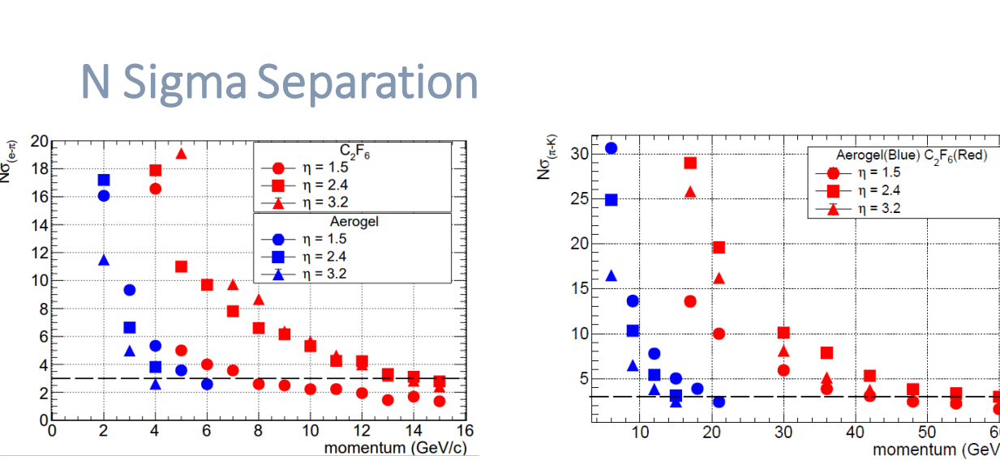 N Sigma Separation
Nσ(e-π)
20
18
16
14
12
10
8
6
4
2
0
C2F6
η = 1.5
η = 2.4
η = 3.2
Aerogel
η = 1.5
η = 2.4
η = 3.2
0 2 4 6 8 10 12 14 16
momentum (GeV/c)
Nσ(π-K)
30
25
20
15
10
5
Aerogel(Blue) C2F6(Red)
η = 1.5
η = 2.4
η = 3.2
10 20 30 40 50
momentum (GeV